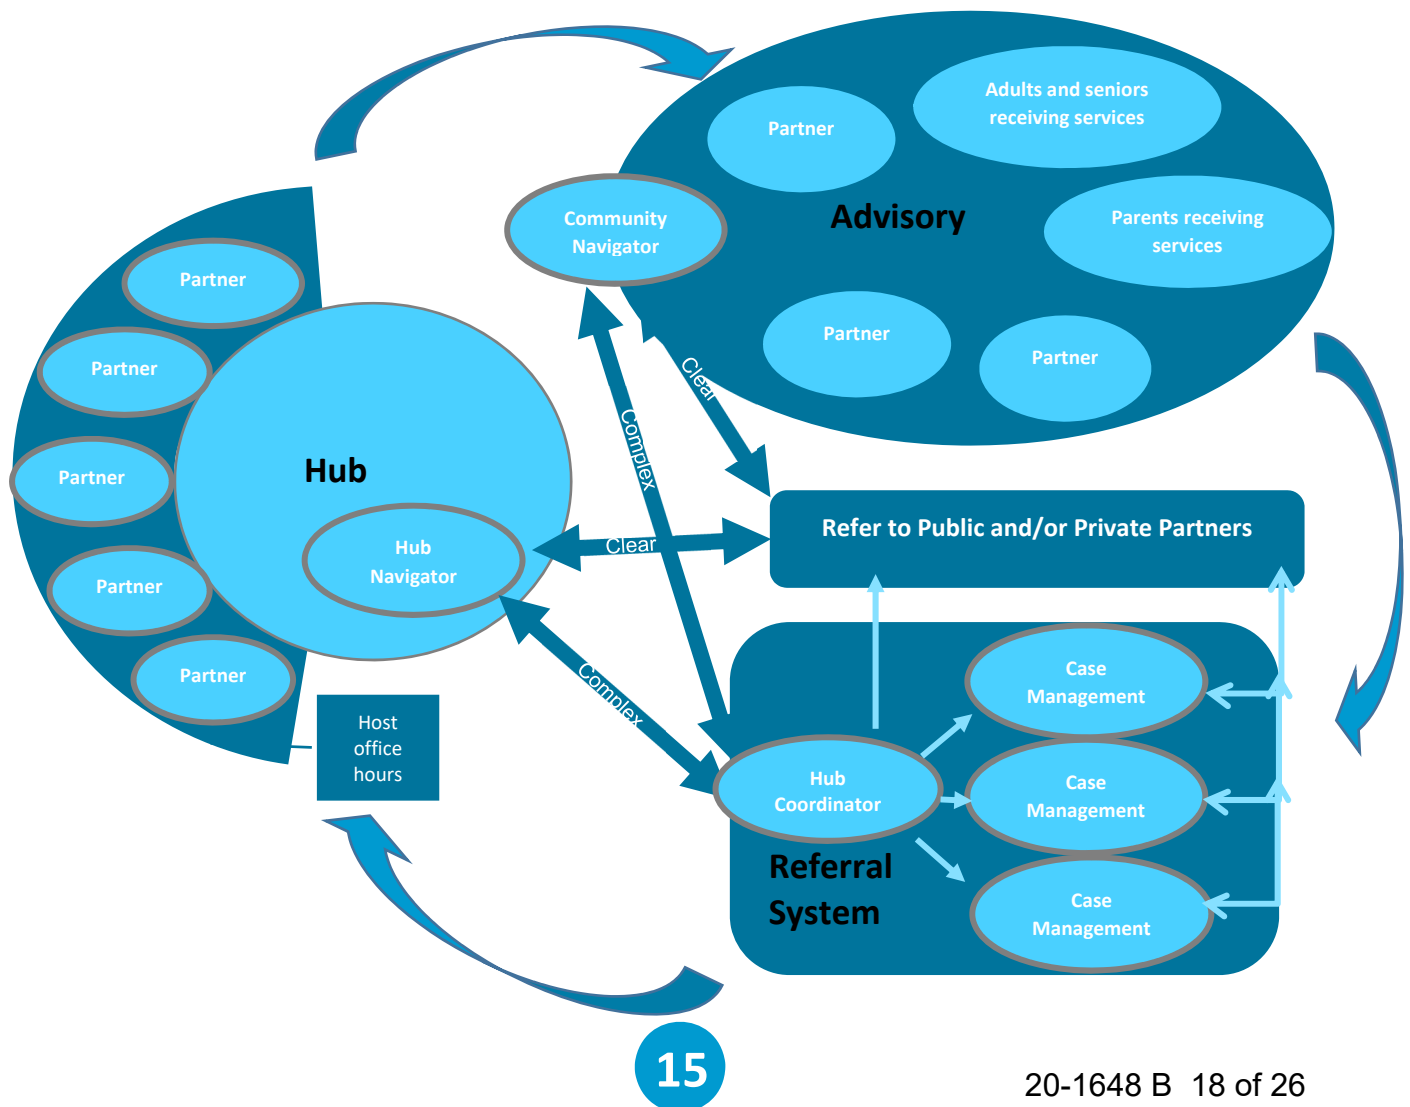 Adults and seniors
receiving services
Partner
Community
Navigator
Advisory
Parents receiving
services
Partner
Partner
Partner
Partner
Partner
Partner
Partner
Hub
Hub
Navigator
Clear
Complex
Clear
Complex
Refer to Public and/or Private Partners
Host
office
hours
Case
Management
Hub
Coordinator
Case
Management
Referral
System
Case
Management
15
20-1648 B 18 of 26